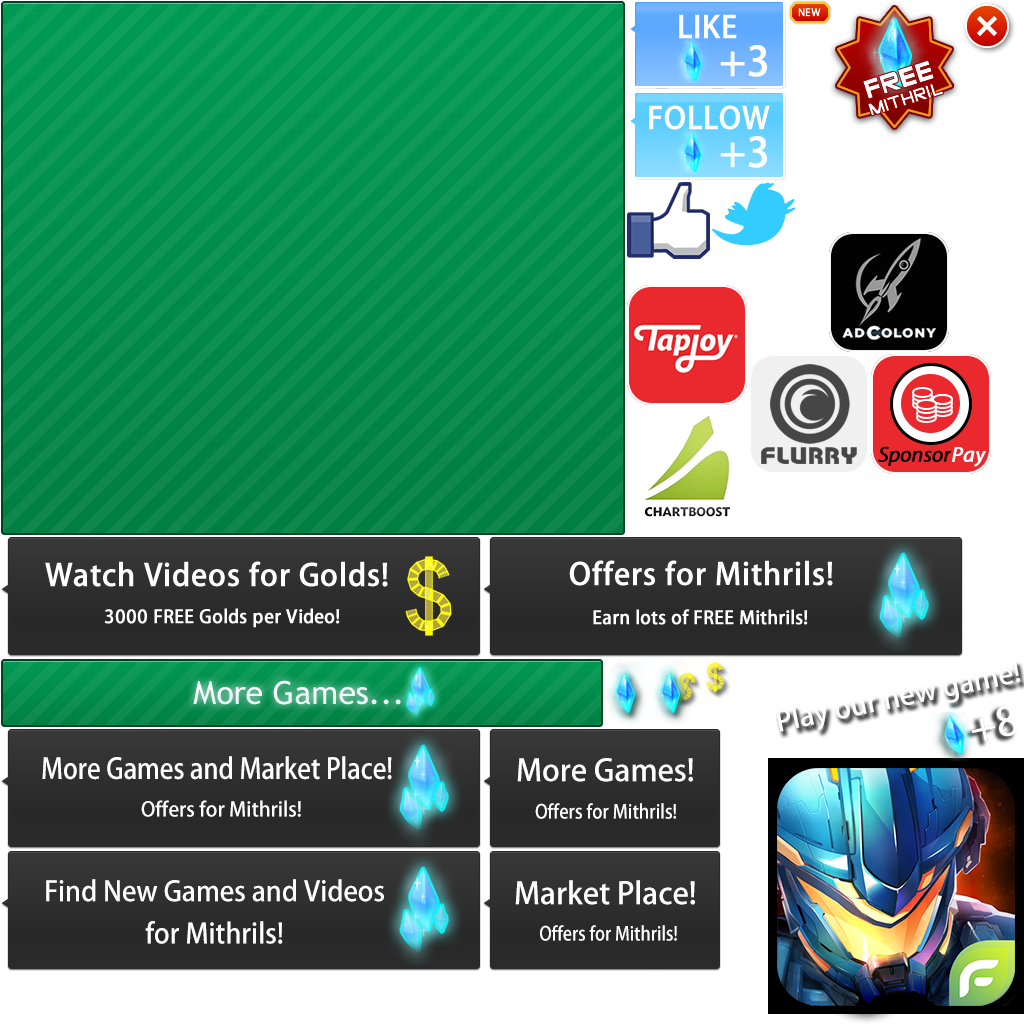 LIKE
+3
NEW
FREE
MITHRIL
FOLLOW
+3
ADCOLONY
Tapjoy
FLURRY
SponsorPay
CHARTBOOST
Watch Videos for Golds!
3000 FREE Golds per Video!
$
Offers for Mithrils!
Earn lots of FREE Mithrils!
More Games...
$
$
Play our new game!
+8
More Games and Market Place!
Offers for Mithrils!
More Games!
Offers for Mithrils!
Find New Games and Videos
for Mithrils!
Market Place!
Offers for Mithrils!
F